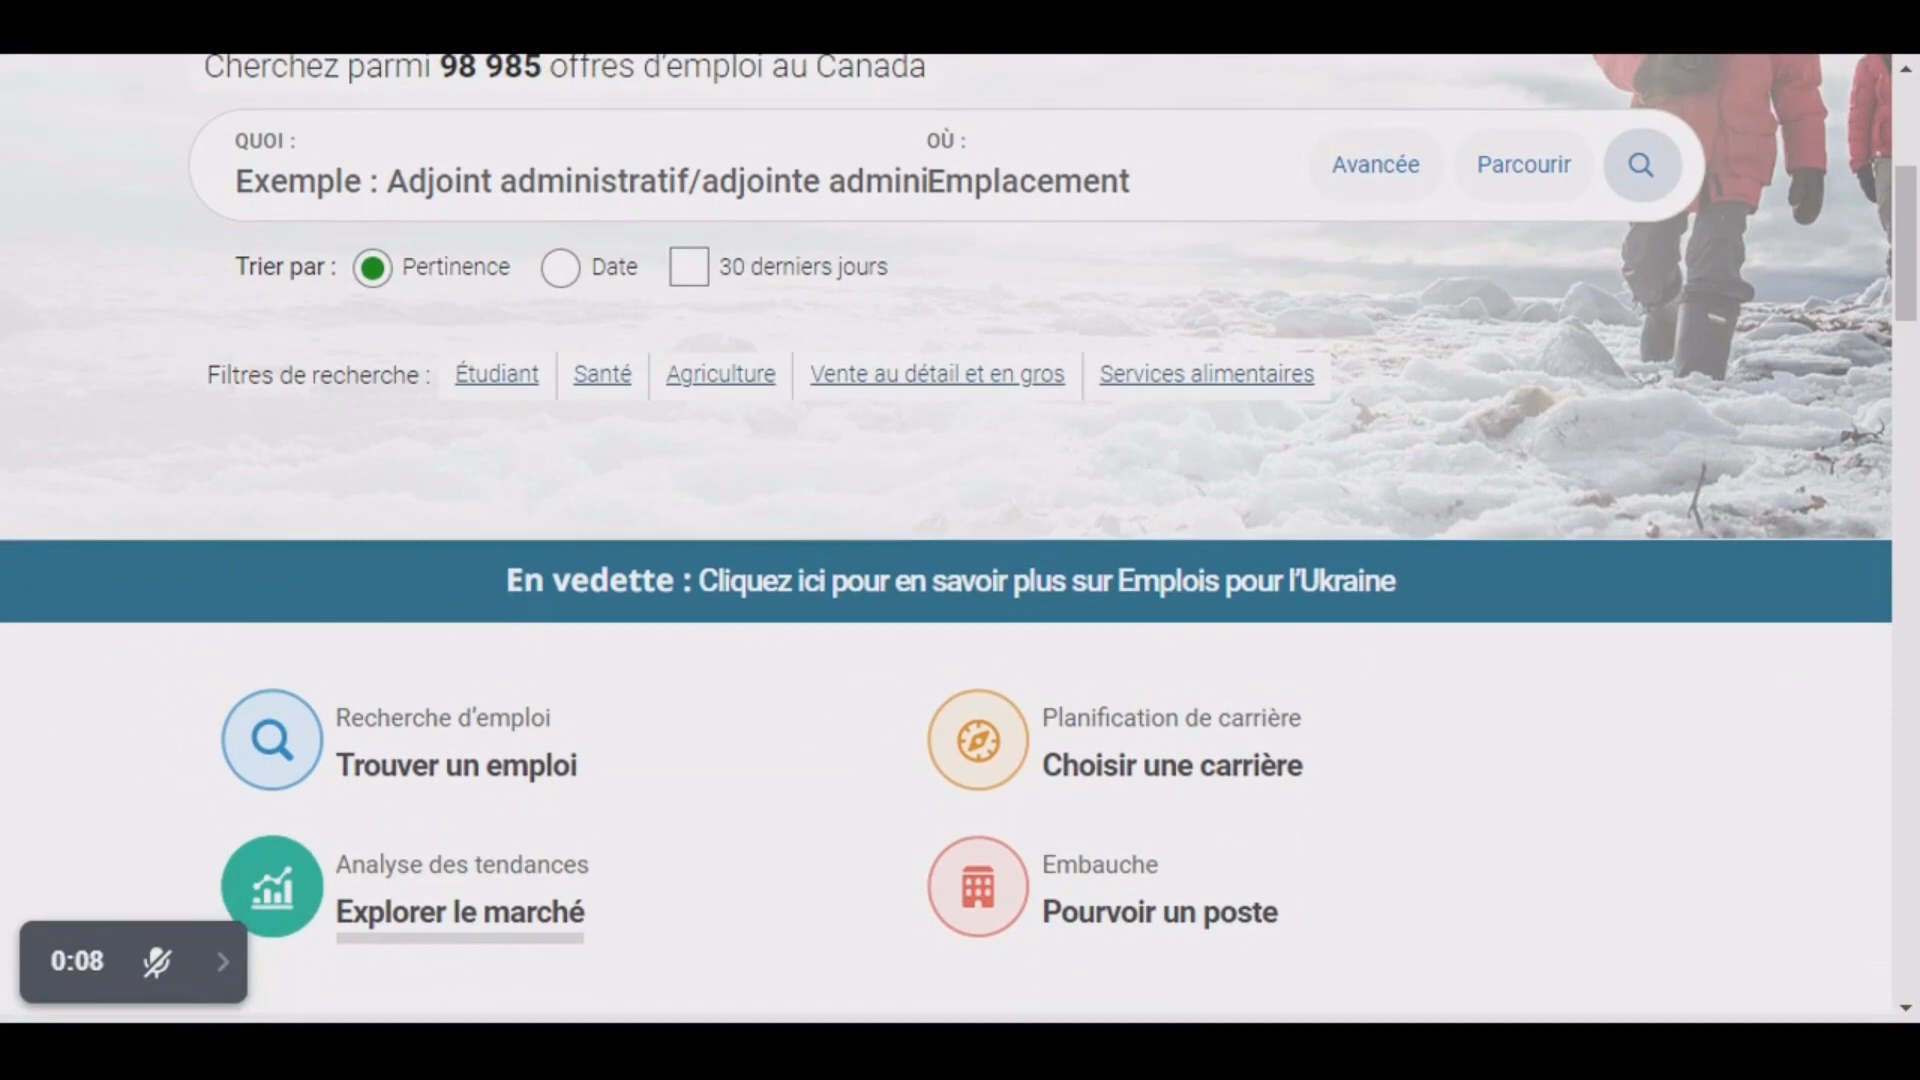 Cherchez parmi 98 985 offres d'emploi au Canada
QUOI :
OÙ :
Exemple : Adjoint administratif/adjointe admini
Emplacement
Avancée
Parcourir
Trier par :
Pertinence
Date
30 derniers jours
Filtres de recherche :
Étudiant
Santé
Agriculture
Vente au détail et en gros
Services alimentaires
En vedette : Cliquez ici pour en savoir plus sur Emplois pour l'Ukraine
Recherche d'emploi
Trouver un emploi
Planification de carrière
Choisir une carrière
Analyse des tendances
Explorer le marché
Embauche
Pourvoir un poste
0:08